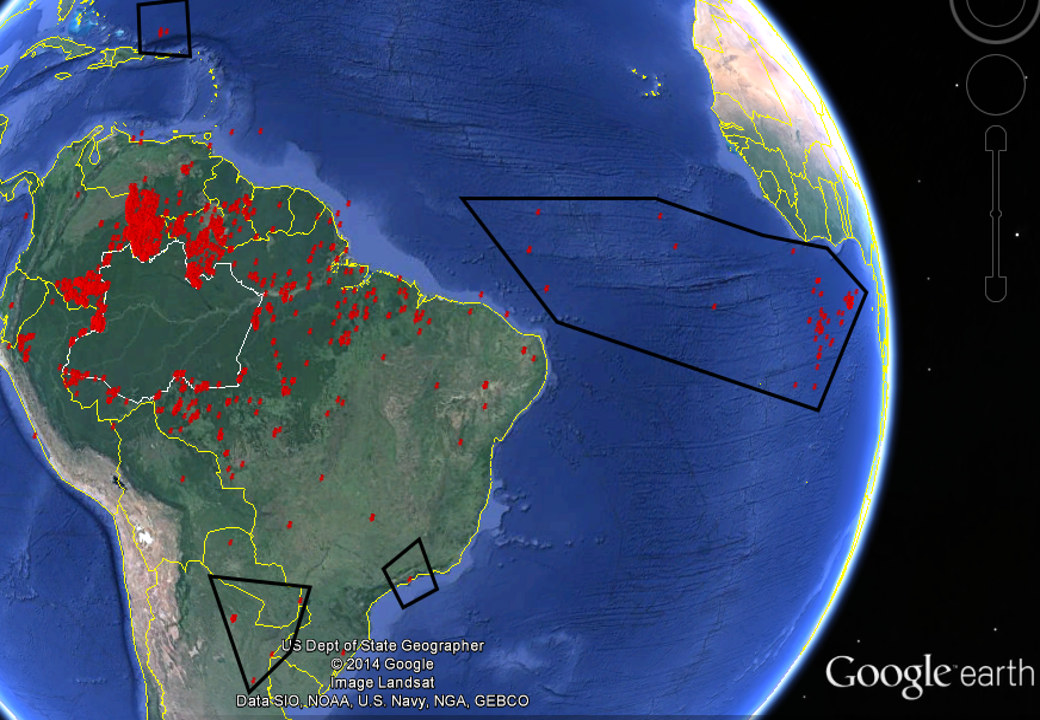 US Dept of State Geographer
© 2014 Google
Image Landsat
Data SIO, NOAA, U.S. Navy, NGA, GEBCO
Google earth